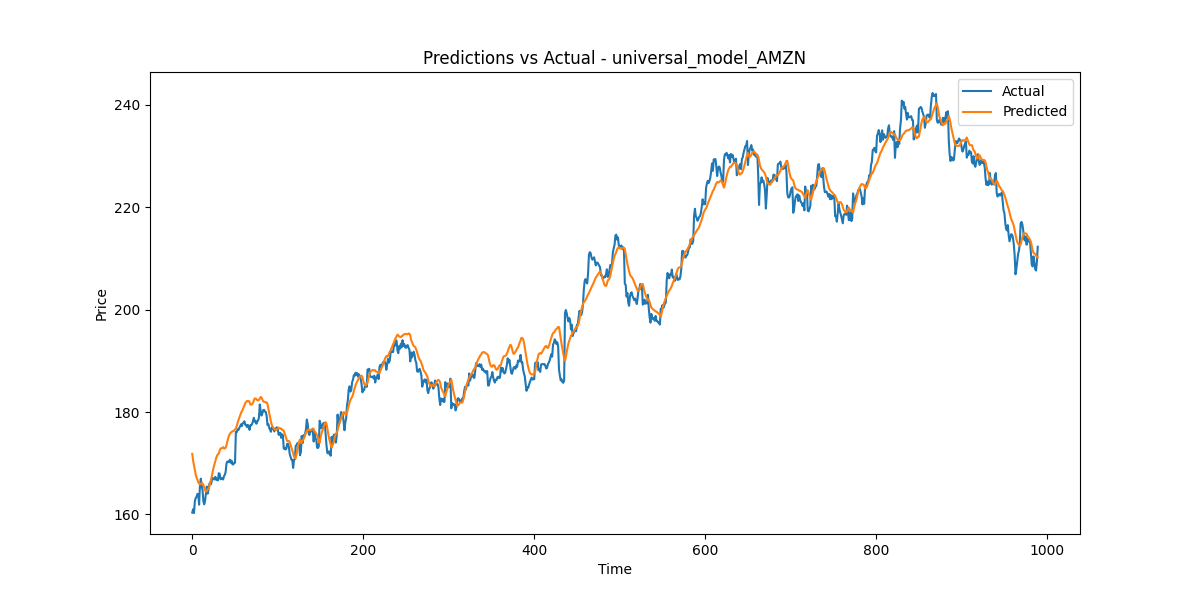 Predictions vs Actual - universal_model_AMZN
Actual
Predicted
Price
240
220
200
180
160
0 200 400 600 800 1000
Time